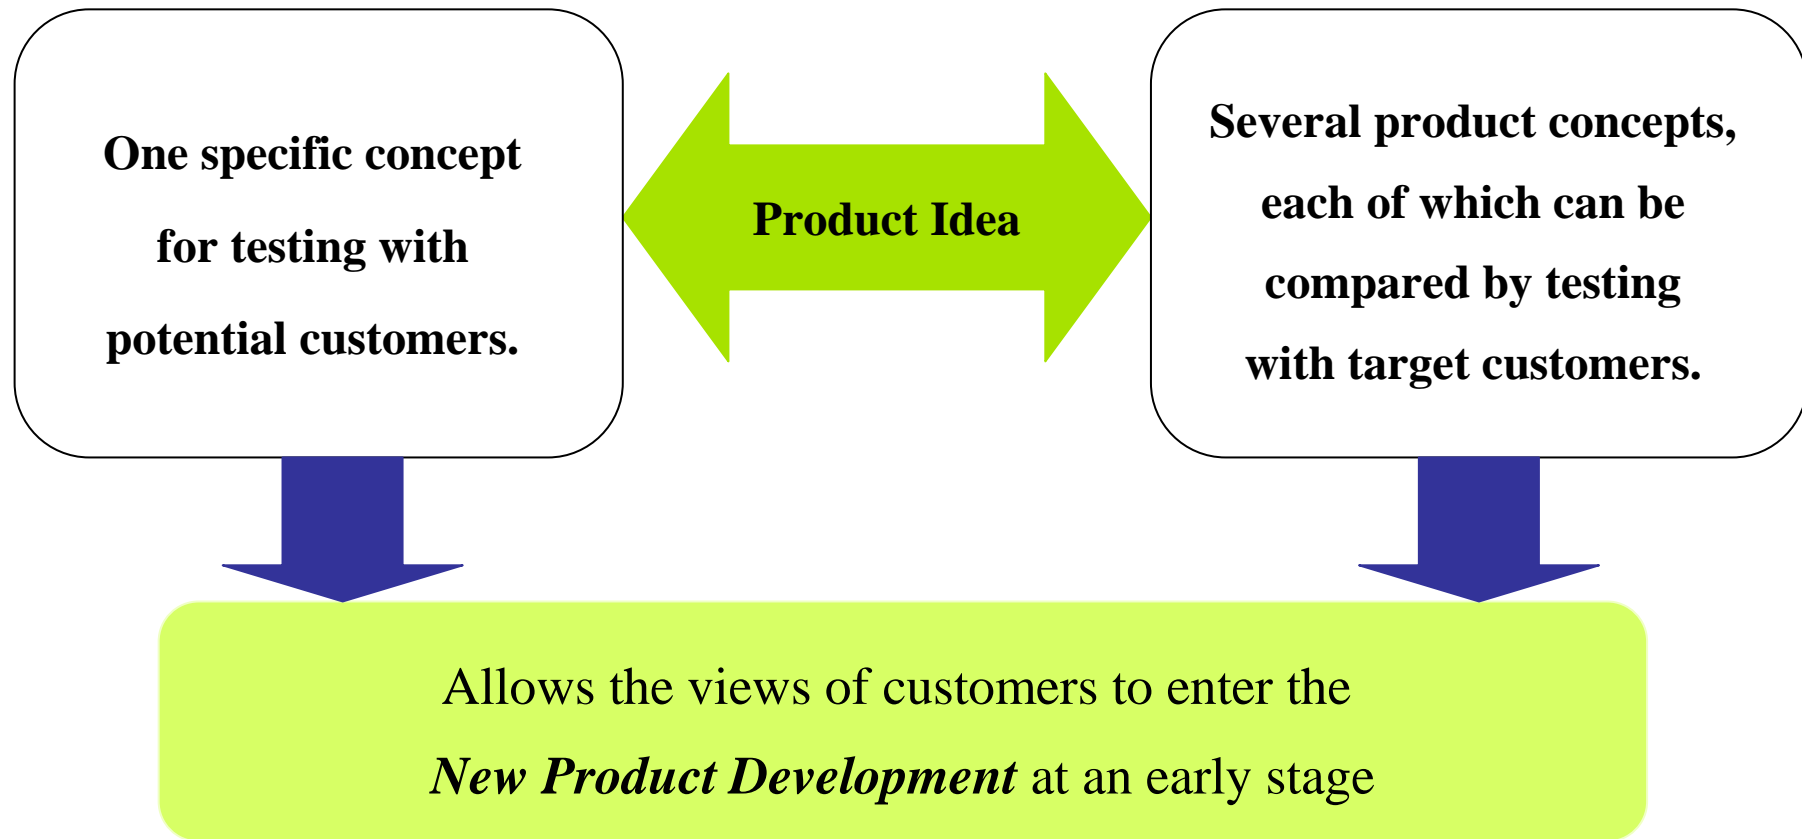 One specific concept
for testing with
potential customers.
Product Idea
Several product concepts,
each of which can be
compared by testing
with target customers.
Allows the views of customers to enter the
New Product Development at an early stage